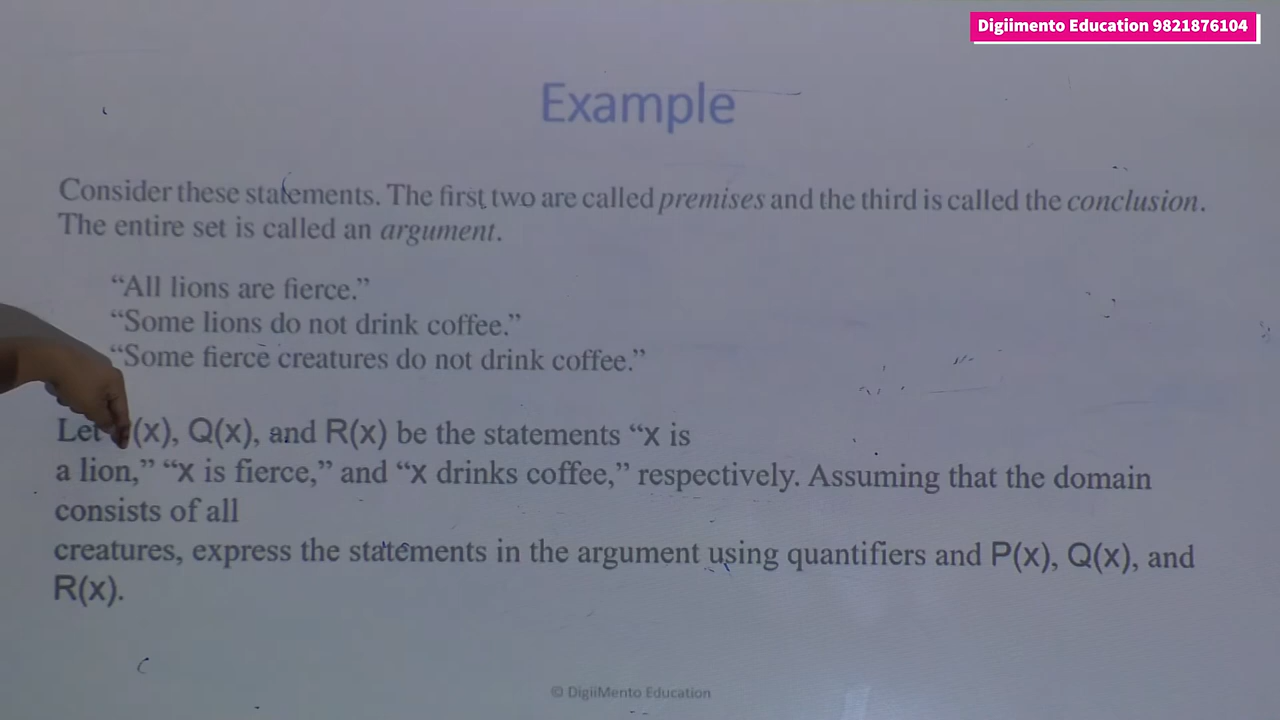 Digiimento Education 9821876104
Example
Consider these statements. The first two are called premises and the third is called the conclusion.
The entire set is called an argument.
“All lions are fierce.”
“Some lions do not drink coffee.”
“Some fierce creatures do not drink coffee.”
Let (x), Q(x), and R(x) be the statements “x is
a lion,” “x is fierce,” and “x drinks coffee,” respectively. Assuming that the domain
consists of all
creatures, express the statements in the argument using quantifiers and P(x), Q(x), and
R(x).
© DigiiMento Education